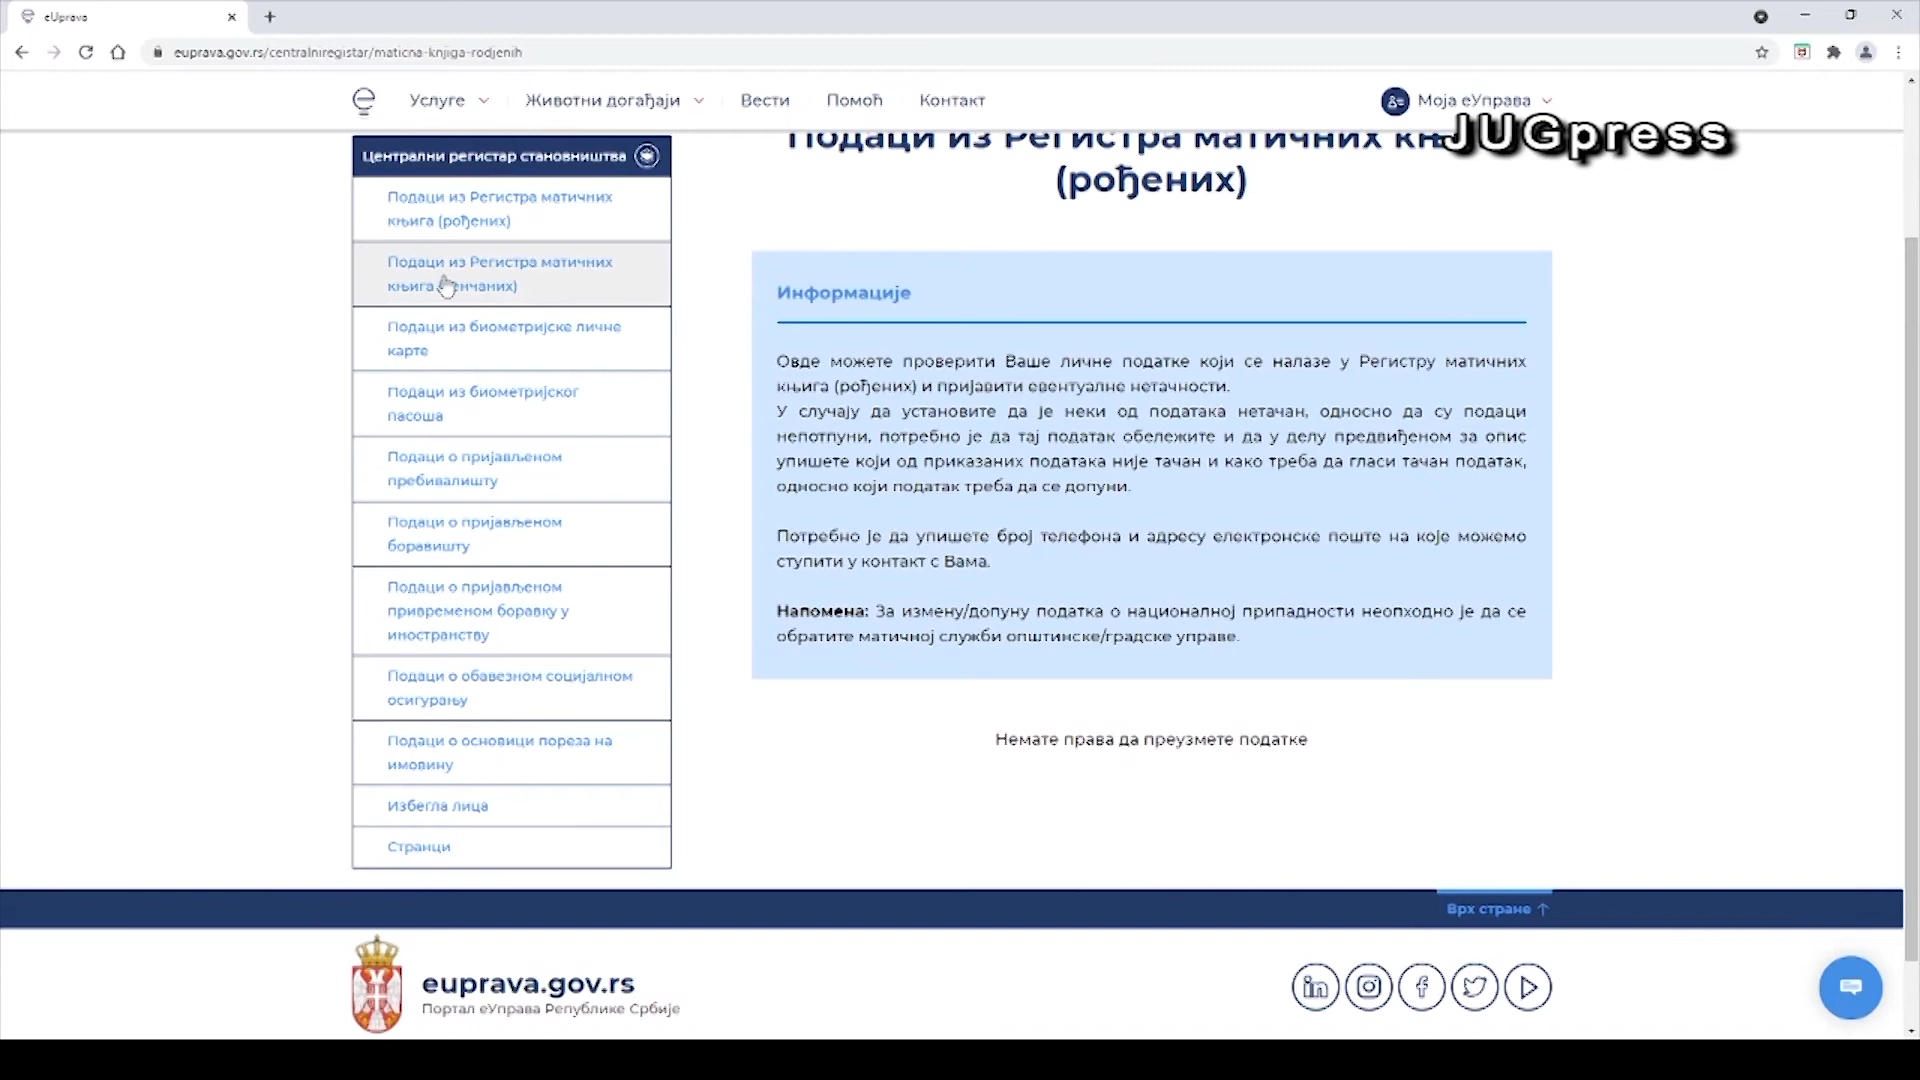 eUprava
euprava.gov.rs/centralniregistar/maticna-knjiga-rodjenih
Услуге
Животни догађаји
Вести
Помоћ
Контакт
Моја еУправа
JUGpress
Централни регистар становништва
Подаци из Регистра матичних
књига (рођених)
Подаци из Регистра матичних
књига
Подаци из биометријске личне
карте
Подаци из биометријског
пасоша
Подаци о пријављеном
пребивалишту
Подаци о пријављеном
боравишту
Подаци о пријављеном
привременом боравку у
иностранству
Подаци о обавезном социјалном
осигурању
Подаци о основици пореза на
имовину
Избегла лица
Странци
Подаци из Регистра матичних
(рођених)
Информације
Овде можете проверити Ваше личне податке који се налазе у Регистру матичних
књига (рођених) и пријавити евентуалне нетачности.
У случају да установите да је неки од података нетачан, односно да су подаци
непотпуни, потребно је да тај податак обележите и да у делу предвиђеном за опис
упишете који од приказаних података није тачан и како треба да гласи тачан податак,
односно који податак треба да се допуни.
Потребно је да упишете број телефона и адресу електронске поште на које можемо
ступити у контакт с Вама.
Напомена: За измену/допуну податка о националној припадности неопходно је да се
обратите матичној служби општинске/градске управе.
Немате права да преузмете податке
Врх стране
euprava.gov.rs
Портал еУправа Републике Србије